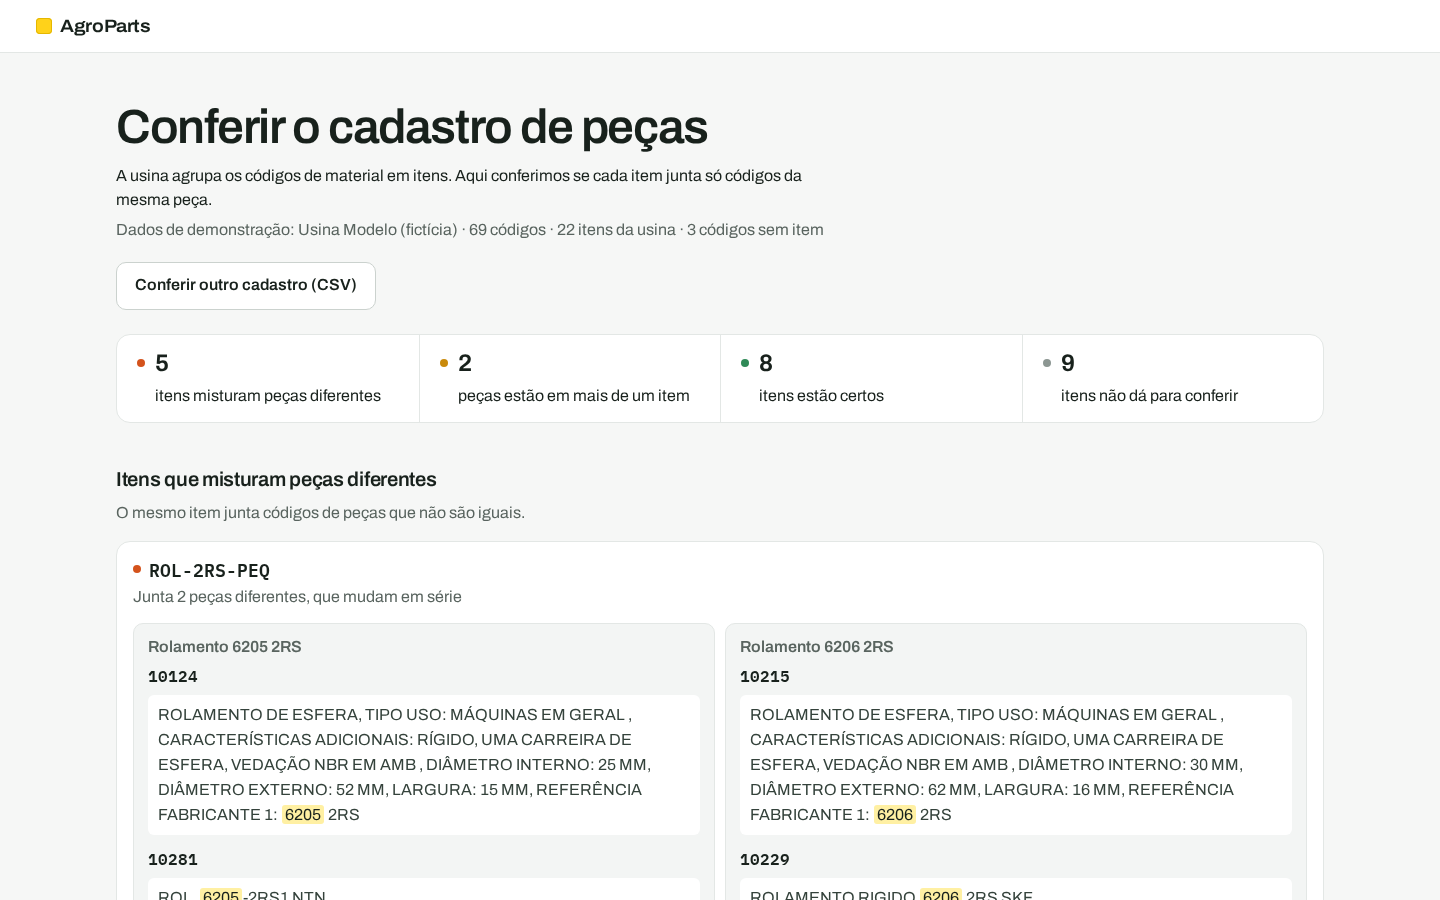 AgroParts
Conferir o cadastro de peças
A usina agrupa os códigos de material em itens. Aqui conferimos se cada item junta só códigos da
mesma peça.
Dados de demonstração: Usina Modelo (fictícia) · 69 códigos · 22 itens da usina · 3 códigos sem item
Conferir outro cadastro (CSV)
5
itens misturam peças diferentes
2
peças estão em mais de um item
8
itens estão certos
9
itens não dá para conferir
Itens que misturam peças diferentes
O mesmo item junta códigos de peças que não são iguais.
ROL-2RS-PEQ
Junta 2 peças diferentes, que mudam em série
Rolamento 6205 2RS
10124
ROLAMENTO DE ESFERA, TIPO USO: MÁQUINAS EM GERAL ,
CARACTERÍSTICAS ADICIONAIS: RÍGIDO, UMA CARREIRA DE
ESFERA, VEDAÇÃO NBR EM AMB , DIÂMETRO INTERNO: 25 MM,
DIÂMETRO EXTERNO: 52 MM, LARGURA: 15 MM, REFERÊNCIA
FABRICANTE 1: 6205 2RS
10281
ROL. 6205-2RS1 NTN
Rolamento 6206 2RS
10215
ROLAMENTO DE ESFERA, TIPO USO: MÁQUINAS EM GERAL ,
CARACTERÍSTICAS ADICIONAIS: RÍGIDO, UMA CARREIRA DE
ESFERA, VEDAÇÃO NBR EM AMB , DIÂMETRO INTERNO: 30 MM,
DIÂMETRO EXTERNO: 62 MM, LARGURA: 16 MM, REFERÊNCIA
FABRICANTE 1: 6206 2RS
10229
ROLAMENTO RIGIDO 6206 2RS SKF